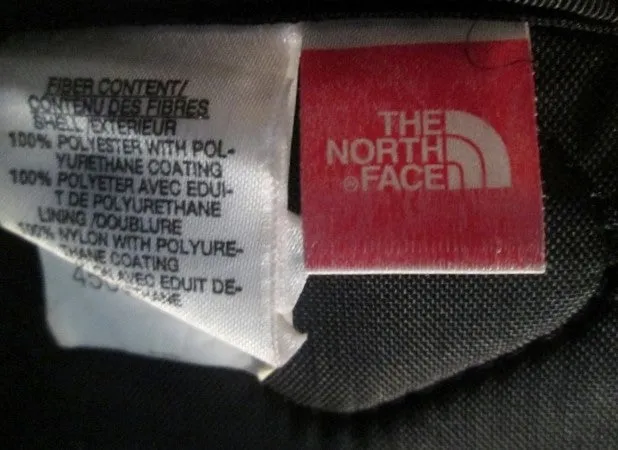 FIBER CONTENT/
CONTENU DES FIBRES
SHELL/EXTERIEUR
100% POLYESTER WITH POL-
YURETHANE COATING
100% POLYETER AVEC EDUI-
T DE POLYURETHANE
LINING /DOUBLURE
100% NYLON WITH POLYURE-
THANE COATING
AVEC EDUIT DE-
THE
NORTH
®FACE